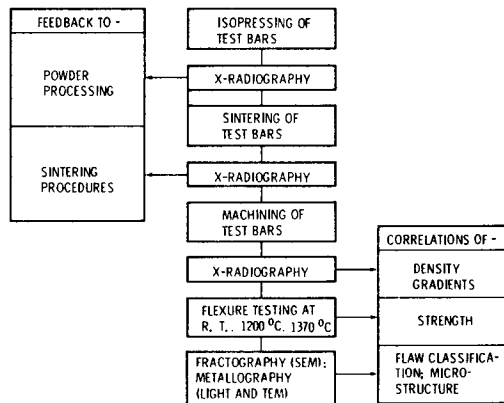 FEEDBACK TO -
POWDER
PROCESSING
SINTERING
PROCEDURES
ISOPRESSING OF
TEST BARS
X-RADIOGRAPHY
SINTERING OF
TEST BARS
X-RADIOGRAPHY
MACHINING OF
TEST BARS
X-RADIOGRAPHY
FLEXURE TESTING AT
R. T., 1200 °C, 1370 °C
FRACTOGRAPHY (SEM);
METALLOGRAPHY
(LIGHT AND TEM)
CORRELATIONS OF -
DENSITY
GRADIENTS
STRENGTH
FLAW CLASSIFICA-
TION; MICRO-
STRUCTURE